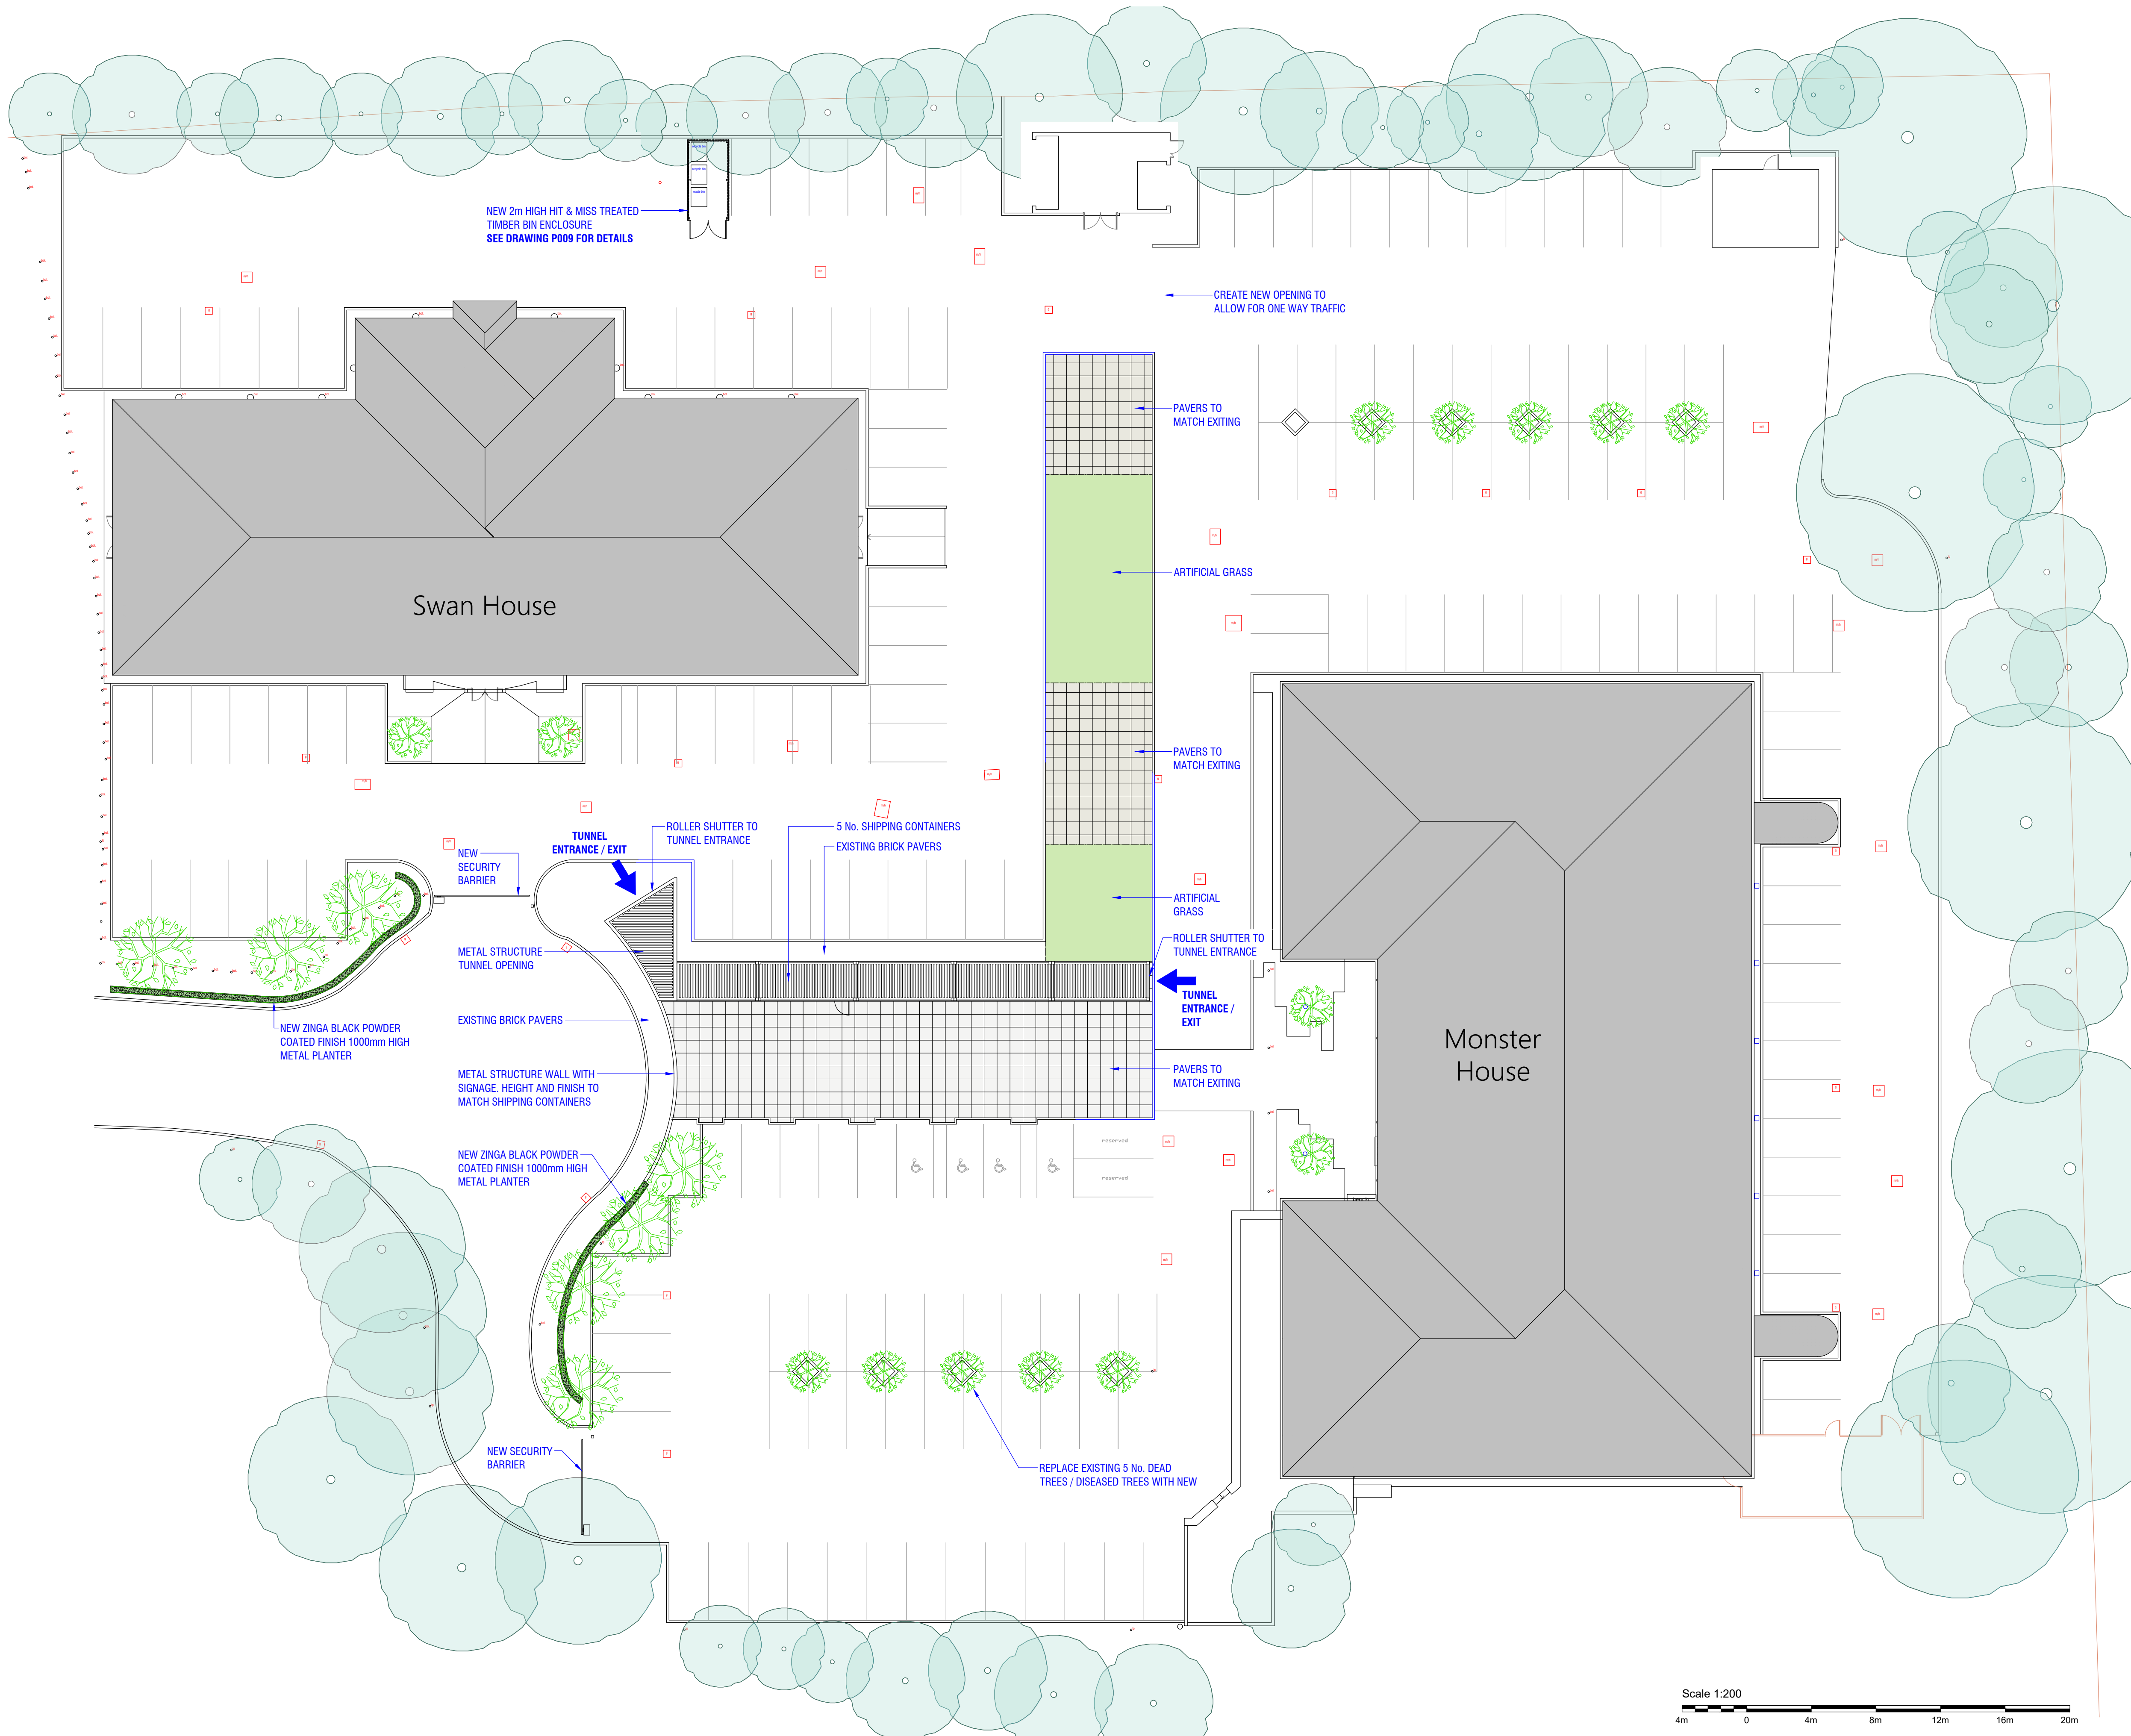 NEW 2m HIGH HIT & MISS TREATED
TIMBER BIN ENCLOSURE
SEE DRAWING P009 FOR DETAILS
CREATE NEW OPENING TO
ALLOW FOR ONE WAY TRAFFIC
PAVERS TO
MATCH EXITING
ARTIFICIAL GRASS
Swan House
PAVERS TO
MATCH EXITING
TUNNEL
ENTRANCE / EXIT
ROLLER SHUTTER TO
TUNNEL ENTRANCE
5 No. SHIPPING CONTAINERS
EXISTING BRICK PAVERS
NEW
SECURITY
BARRIER
ARTIFICIAL
GRASS
METAL STRUCTURE
TUNNEL OPENING
ROLLER SHUTTER TO
TUNNEL ENTRANCE
TUNNEL
ENTRANCE /
EXIT
EXISTING BRICK PAVERS
NEW ZINGA BLACK POWDER
COATED FINISH 1000mm HIGH
METAL PLANTER
Monster
House
METAL STRUCTURE WALL WITH
SIGNAGE. HEIGHT AND FINISH TO
MATCH SHIPPING CONTAINERS
PAVERS TO
MATCH EXITING
NEW ZINGA BLACK POWDER
COATED FINISH 1000mm HIGH
METAL PLANTER
reserved
reserved
NEW SECURITY
BARRIER
REPLACE EXISTING 5 No. DEAD
TREES / DISEASED TREES WITH NEW
Scale 1:200
4m 0 4m 8m 12m 16m 20m